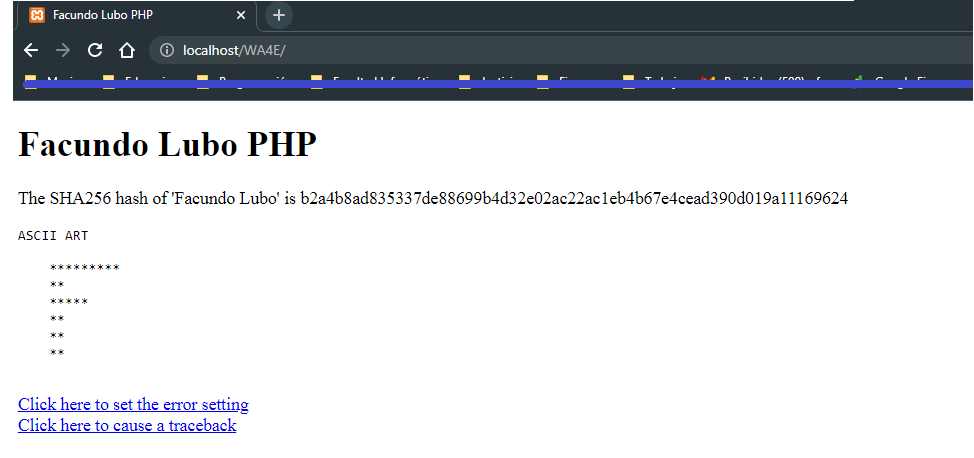 Facundo Lubo PHP
localhost/WA4E/
Facundo Lubo PHP
The SHA256 hash of 'Facundo Lubo' is b2a4b8ad835337de88699b4d32e02ac22ac1eb4b67e4cead390d019a11169624
ASCII ART
*********
**
*****
**
**
**
Click here to set the error setting
Click here to cause a traceback